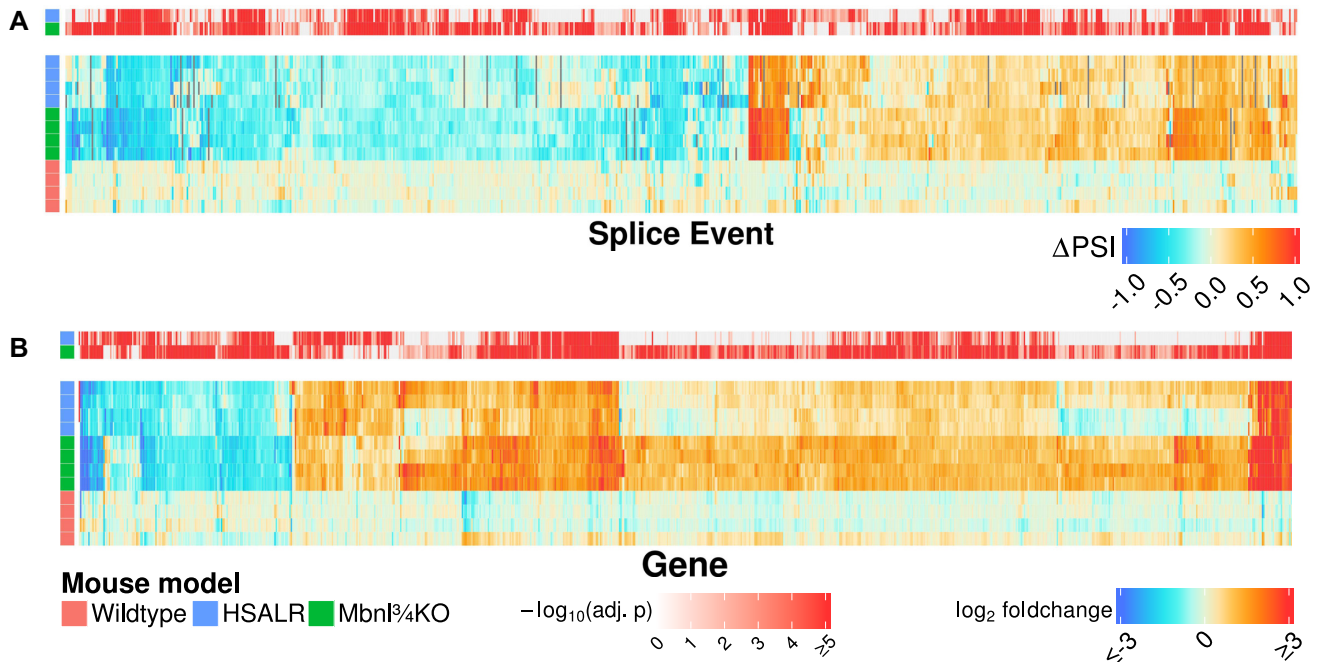 A
Splice Event
ΔPSI
-1.0 -0.5 0.0 0.5 1.0
B
Gene
Mouse model
Wildtype HSALR Mbnl¾KO
−log10(adj. p)
0 1 2 3 4 ≥5
log2 foldchange
<-3 0 ≥3